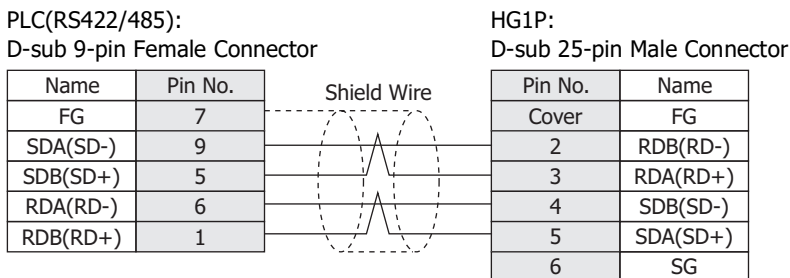 PLC(RS422/485):
D-sub 9-pin Female Connector
HG1P:
D-sub 25-pin Male Connector
Name Pin No.
FG 7
SDA(SD-) 9
SDB(SD+) 5
RDA(RD-) 6
RDB(RD+) 1
Shield Wire
Pin No. Name
Cover FG
2 RDB(RD-)
3 RDA(RD+)
4 SDB(SD-)
5 SDA(SD+)
6 SG